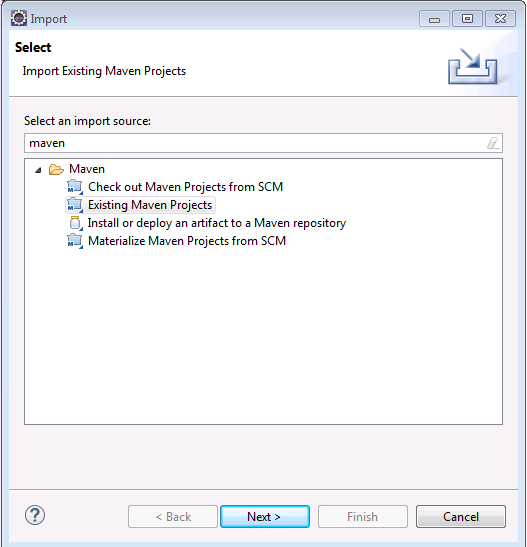 Import
Select
Import Existing Maven Projects
Select an import source:
maven
Maven
Check out Maven Projects from SCM
Existing Maven Projects
Install or deploy an artifact to a Maven repository
Materialize Maven Projects from SCM
? < Back Next > Finish Cancel